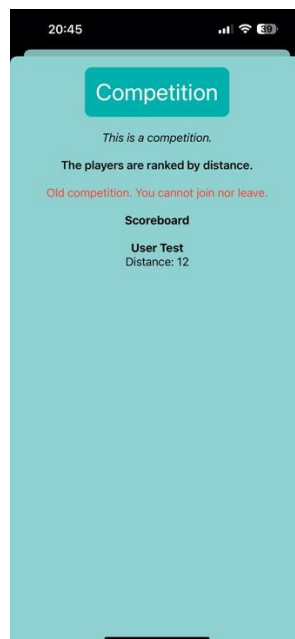 20:45
39
Competition
This is a competition.
The players are ranked by distance.
Old competition. You cannot join nor leave.
Scoreboard
User Test
Distance: 12